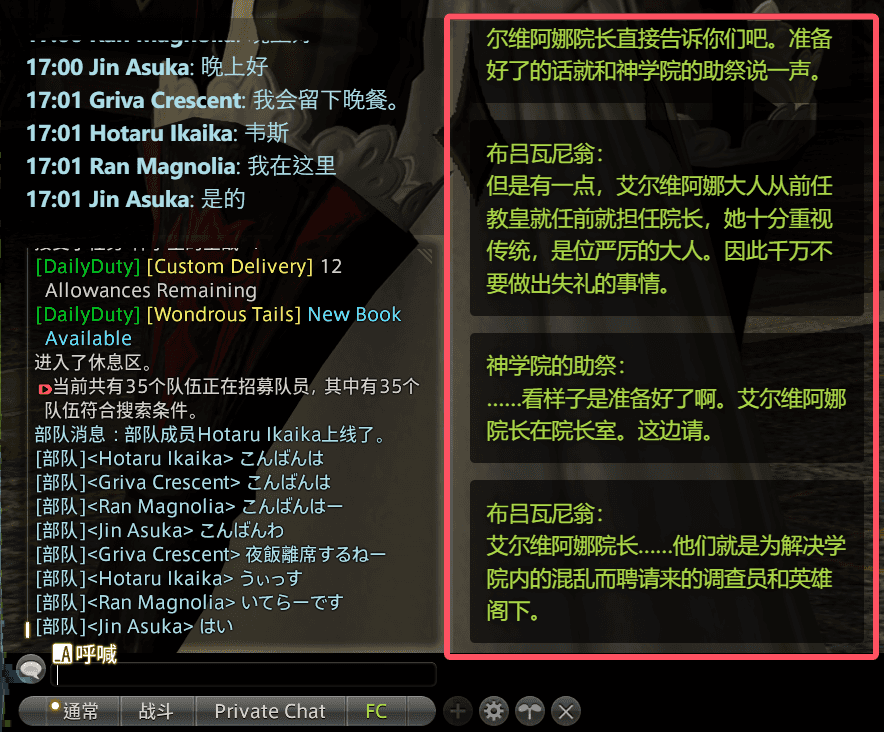 17:00 Jin Asuka: 晚上好
17:01 Griva Crescent: 我会留下晚餐。
17:01 Hotaru Ikaika: 韦斯
17:01 Ran Magnolia: 我在这里
17:01 Jin Asuka: 是的
[DailyDuty] [Custom Delivery] 12
Allowances Remaining
[DailyDuty] [Wondrous Tails] New Book
Available
进入了休息区。
当前共有35个队伍正在招募队员, 其中有35个
队伍符合搜索条件。
部队消息：部队成员Hotaru Ikaika上线了。
[部队]<Hotaru Ikaika> こんばんは
[部队]<Griva Crescent> こんばんは
[部队]<Ran Magnolia> こんばんはー
[部队]<Jin Asuka> こんばんわ
[部队]<Griva Crescent> 夜飯離席するねー
[部队]<Hotaru Ikaika> うぃっす
[部队]<Ran Magnolia> いてらーです
[部队]<Jin Asuka> はい
A 呼喊
通常
战斗
Private Chat
FC
尔维阿娜院长直接告诉你们吧。准备
好了的话就和神学院的助祭说一声。
布吕瓦尼翁：
但是有一点，艾尔维阿娜大人从前任
教皇就任前就担任院长，她十分重视
传统，是位严厉的大人。因此千万不
要做出失礼的事情。
神学院的助祭：
……看样子是准备好了啊。艾尔维阿娜
院长在院长室。这边请。
布吕瓦尼翁：
艾尔维阿娜院长……他们就是为解决学
院内的混乱而聘请来的调查员和英雄
阁下。